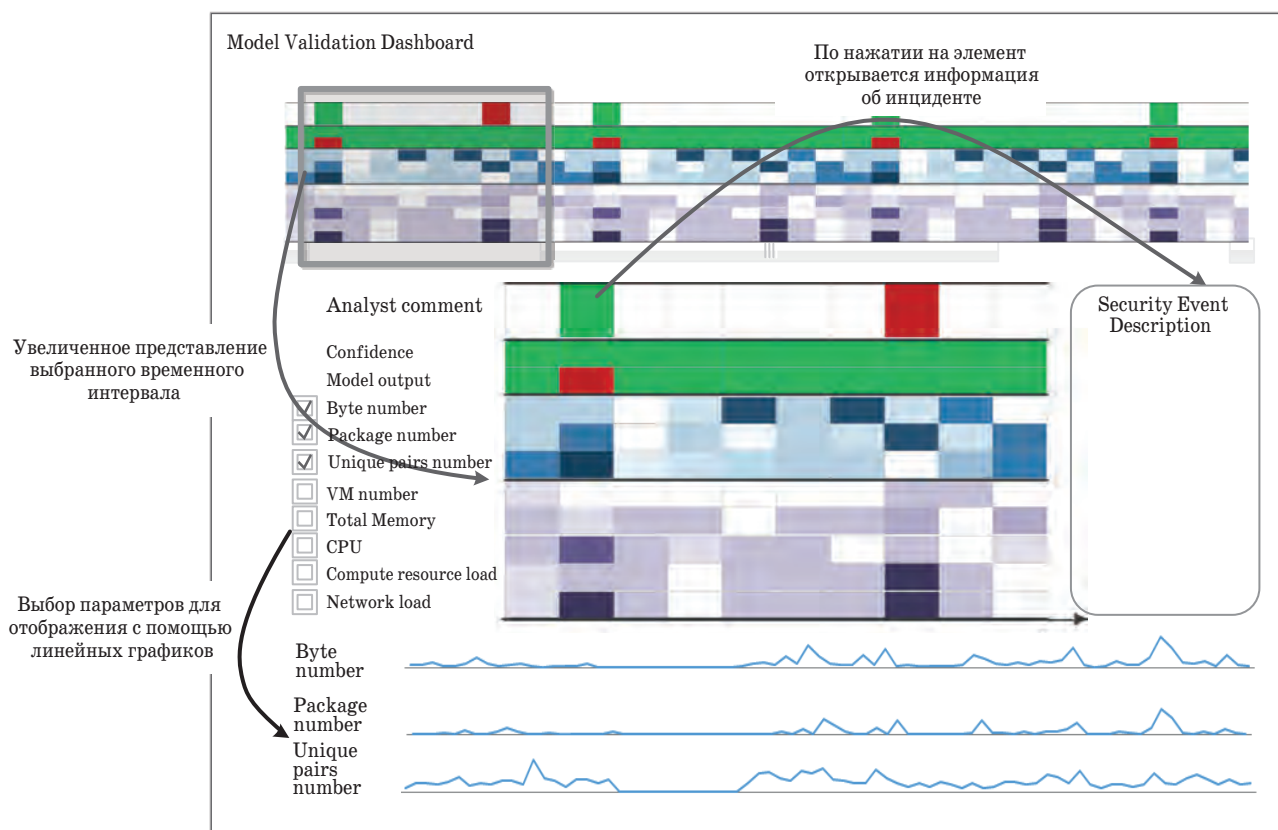 Model Validation Dashboard
По нажатии на элемент
открывается информация
об инциденте
Analyst comment
Security Event
Description
Увеличенное представление
выбранного временного
интервала
Confidence
Model output
Byte number
Package number
Unique pairs number
VM number
Total Memory
CPU
Compute resource load
Network load
Выбор параметров для
отображения с помощью
линейных графиков
Byte
number
Package
number
Unique
pairs
number